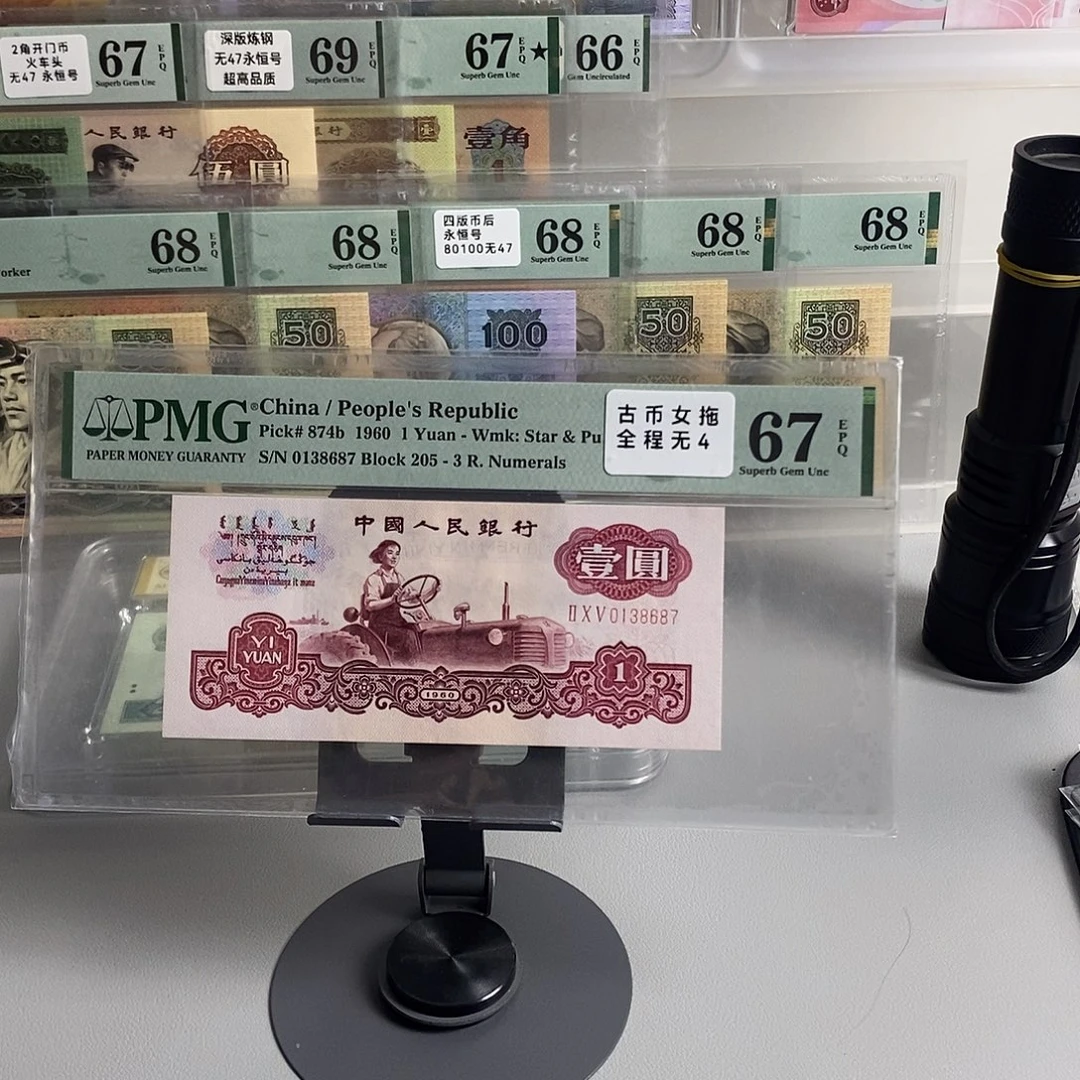 2角开门币
火车头
无47 永恒号
67 EPQ
Superb Gem Unc
深版炼钢
无47永恒号
超高品质
69 EPQ
Superb Gem Unc
67 EPQ ★
Superb Gem Unc
66 EPQ
Gem Uncirculated
人民銀行
伍圓
壹角
68 EPQ
Superb Gem Unc
68 EPQ
Superb Gem Unc
四版币后
永恒号
80100无47
68 EPQ
Superb Gem Unc
68 EPQ
Superb Gem Unc
68 EPQ
Superb Gem Unc
50
100
50
50
PMG®
PAPER MONEY GUARANTY
China / People's Republic
Pick# 874b 1960 1 Yuan - Wmk: Star & Pu
S/N 0138687 Block 205 - 3 R. Numerals
古币女拖
全程无4
67 EPQ
Superb Gem Unc
中國人民銀行
壹圓
ⅡⅩⅤ0138687
YI
YUAN
1960
1